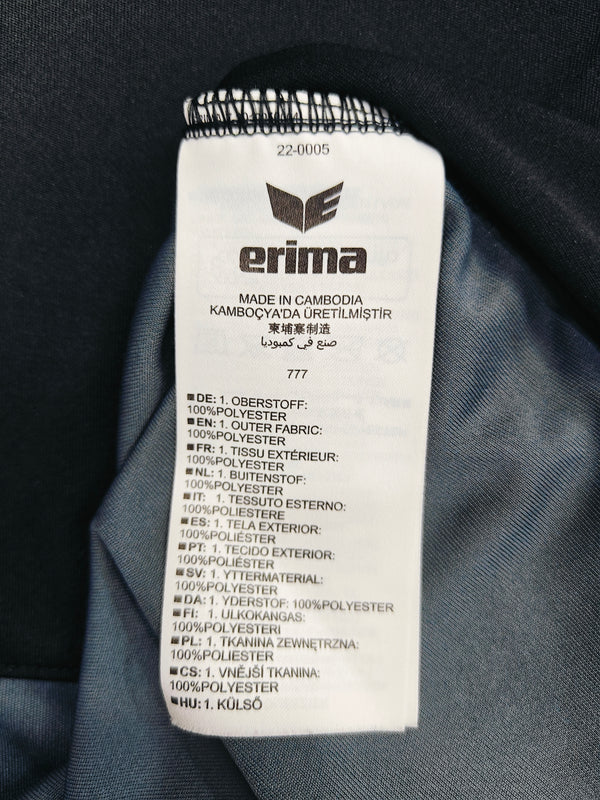 22-0005
erima
MADE IN CAMBODIA
KAMBOÇYA'DA ÜRETİLMİŞTİR
柬埔寨制造
صنع في كمبوديا
777
DE: 1. OBERSTOFF:
100%POLYESTER
EN: 1. OUTER FABRIC:
100%POLYESTER
FR: 1. TISSU EXTÉRIEUR:
100%POLYESTER
NL: 1. BUITENSTOF:
100%POLYESTER
IT: 1. TESSUTO ESTERNO:
100%POLIESTERE
ES: 1. TELA EXTERIOR:
100%POLIÉSTER
PT: 1. TECIDO EXTERIOR:
100%POLIÉSTER
SV: 1. YTTERMATERIAL:
100%POLYESTER
DA: 1. YDERSTOF: 100%POLYESTER
FI: 1. ULKOKANGAS:
100%POLYESTERI
PL: 1. TKANINA ZEWNĘTRZNA:
100%POLIESTER
CS: 1. VNĚJŠÍ TKANINA:
100%POLYESTER
HU: 1. KÜLSŐ